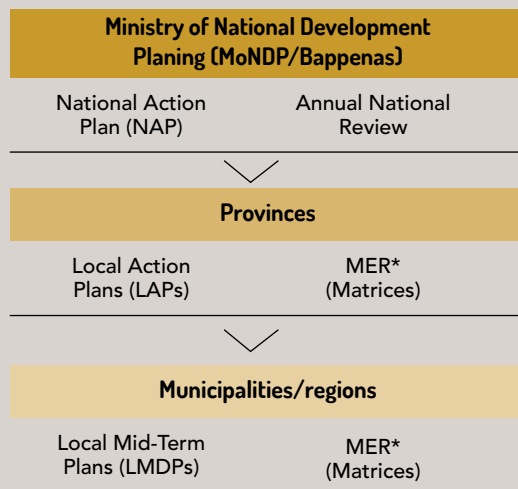 Ministry of National Development
Planing (MoNDP/Bappenas)
National Action
Plan (NAP)
Annual National
Review
Provinces
Local Action
Plans (LAPs)
MER*
(Matrices)
Municipalities/regions
Local Mid-Term
Plans (LMDPs)
MER*
(Matrices)